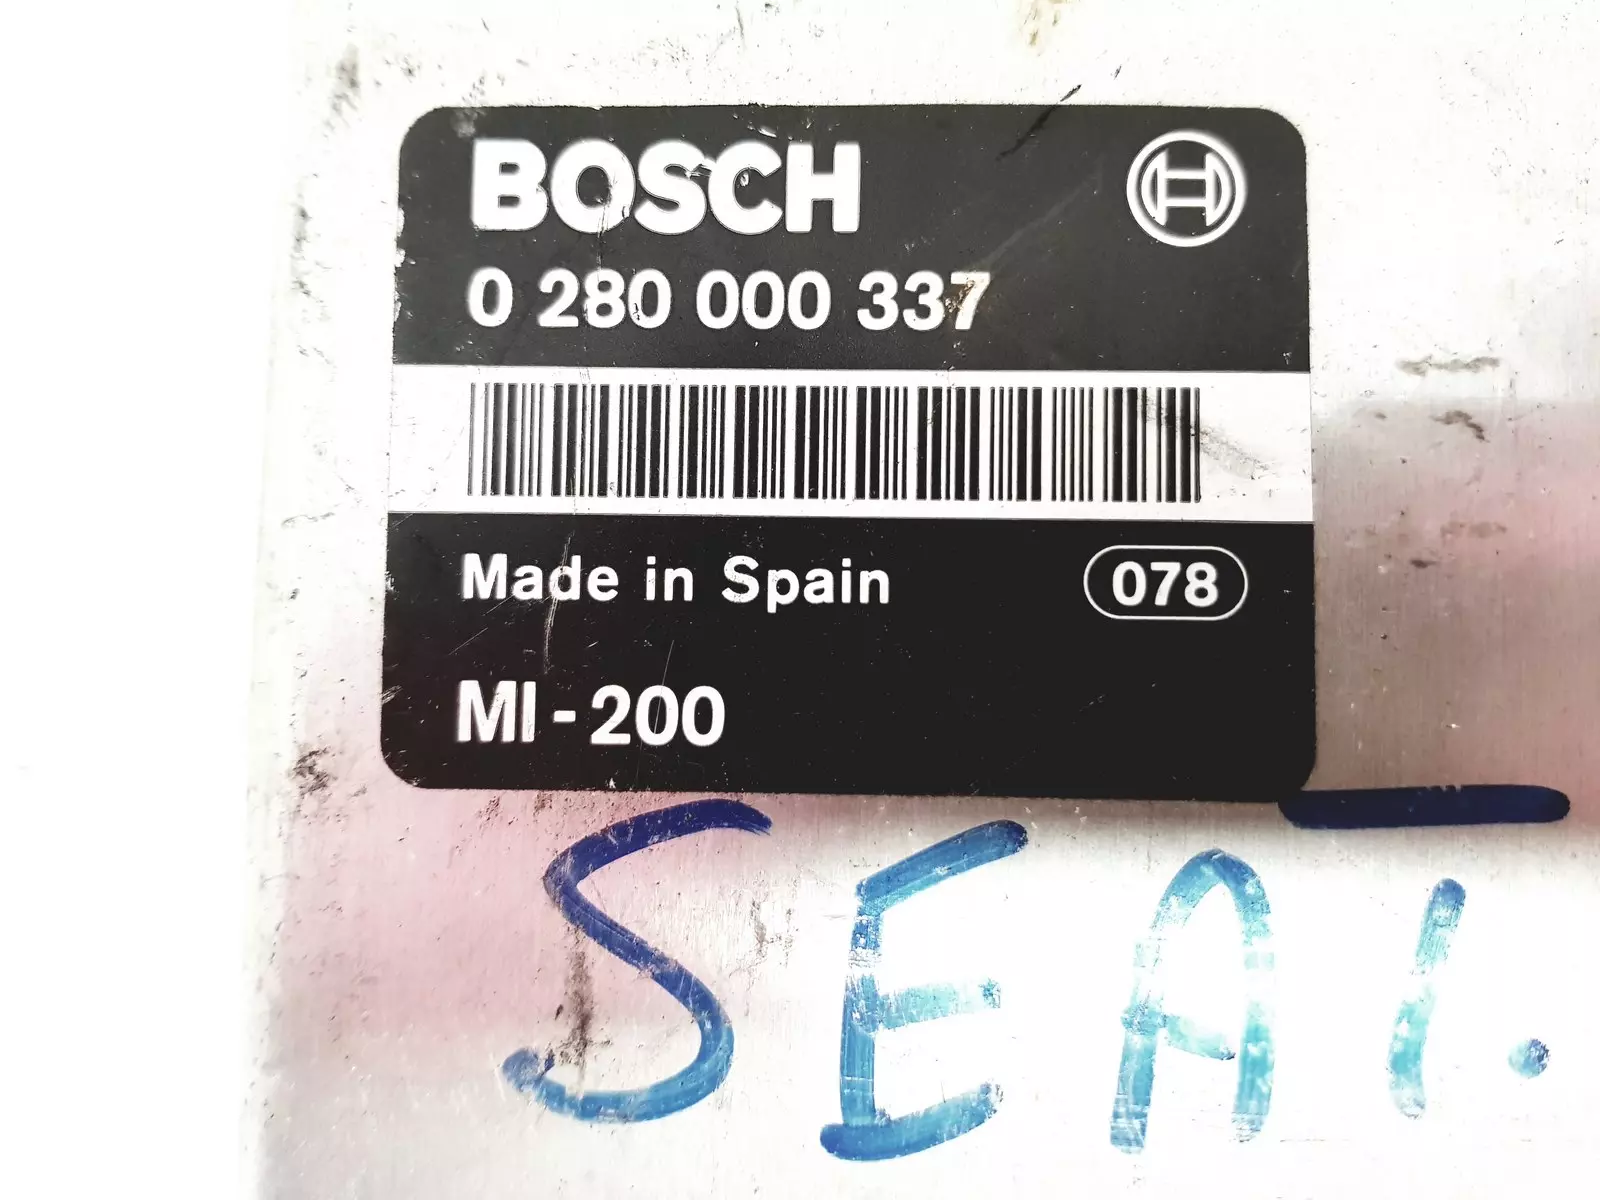 BOSCH
0 280 000 337
Made in Spain 078
MI-200
SEAT.